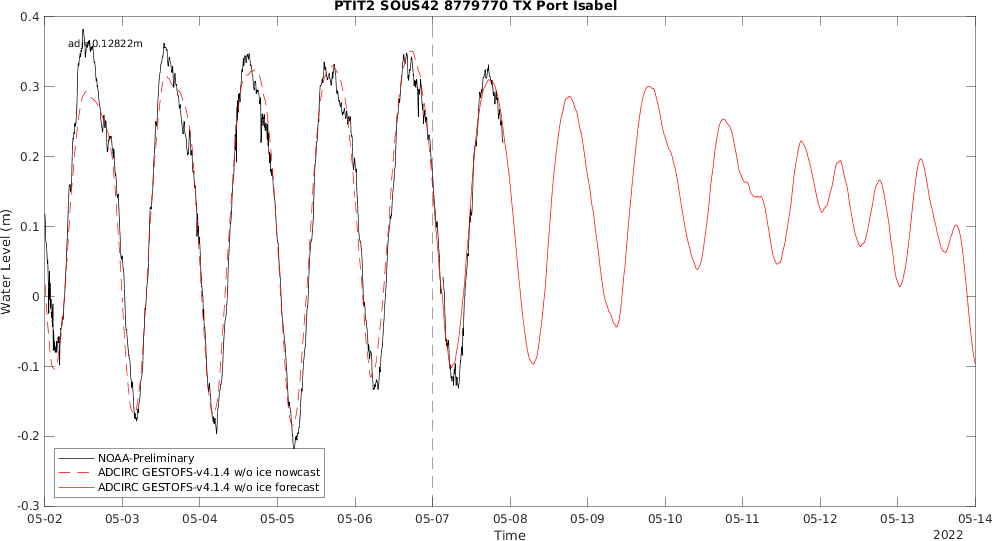 PTIT2 SOUS42 8779770 TX Port Isabel
0.4
adj=0.12822m
0.3
0.2
0.1
0
-0.1
-0.2
-0.3
Water Level (m)
NOAA-Preliminary
ADCIRC GESTOFS-v4.1.4 w/o ice nowcast
ADCIRC GESTOFS-v4.1.4 w/o ice forecast
05-02 05-03 05-04 05-05 05-06 05-07 05-08 05-09 05-10 05-11 05-12 05-13 05-14
Time
2022